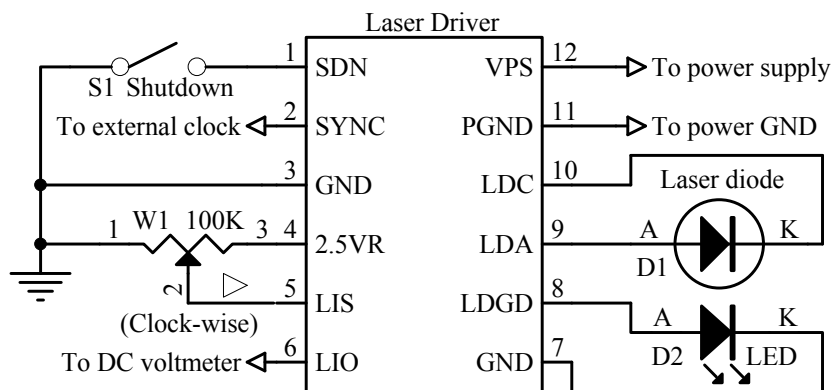 Laser Driver
1 SDN VPS 12 To power supply
S1 Shutdown
To external clock 2 SYNC PGND 11 To power GND
3 GND LDC 10
Laser diode
1 W1 100K 3 4 2.5VR LDA 9 A K
D1
2 5 LIS LDGD 8
(Clock-wise) A K
To DC voltmeter 6 LIO GND 7 D2 LED